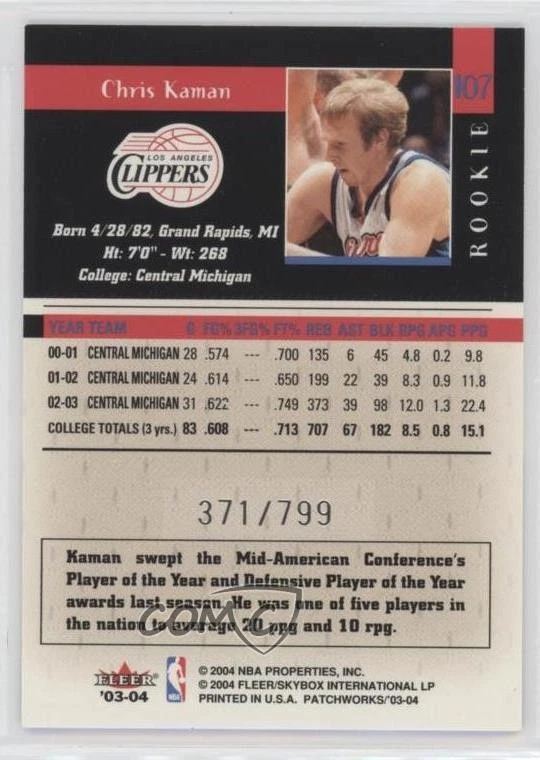 Chris Kaman
107
ROOKIE
LOS ANGELES
CLIPPERS
Born 4/28/82, Grand Rapids, MI
Ht: 7'0" - Wt: 268
College: Central Michigan
YEAR TEAM G FG% 3FG% FT% REB AST BLK RPG APG PPG
00-01 CENTRAL MICHIGAN 28 .574 --- .700 135 6 45 4.8 0.2 9.8
01-02 CENTRAL MICHIGAN 24 .614 --- .650 199 22 39 8.3 0.9 11.8
02-03 CENTRAL MICHIGAN 31 .622 --- .749 373 39 98 12.0 1.3 22.4
COLLEGE TOTALS (3 yrs.) 83 .608 --- .713 707 67 182 8.5 0.8 15.1
371/799
Kaman swept the Mid-American Conference's
Player of the Year and Defensive Player of the Year
awards last season. He was one of five players in
the nation to average 20 ppg and 10 rpg.
COMC
FLEER
'03-04
NBA
© 2004 NBA PROPERTIES, INC.
© 2004 FLEER/SKYBOX INTERNATIONAL LP
PRINTED IN U.S.A. PATCHWORKS/'03-04